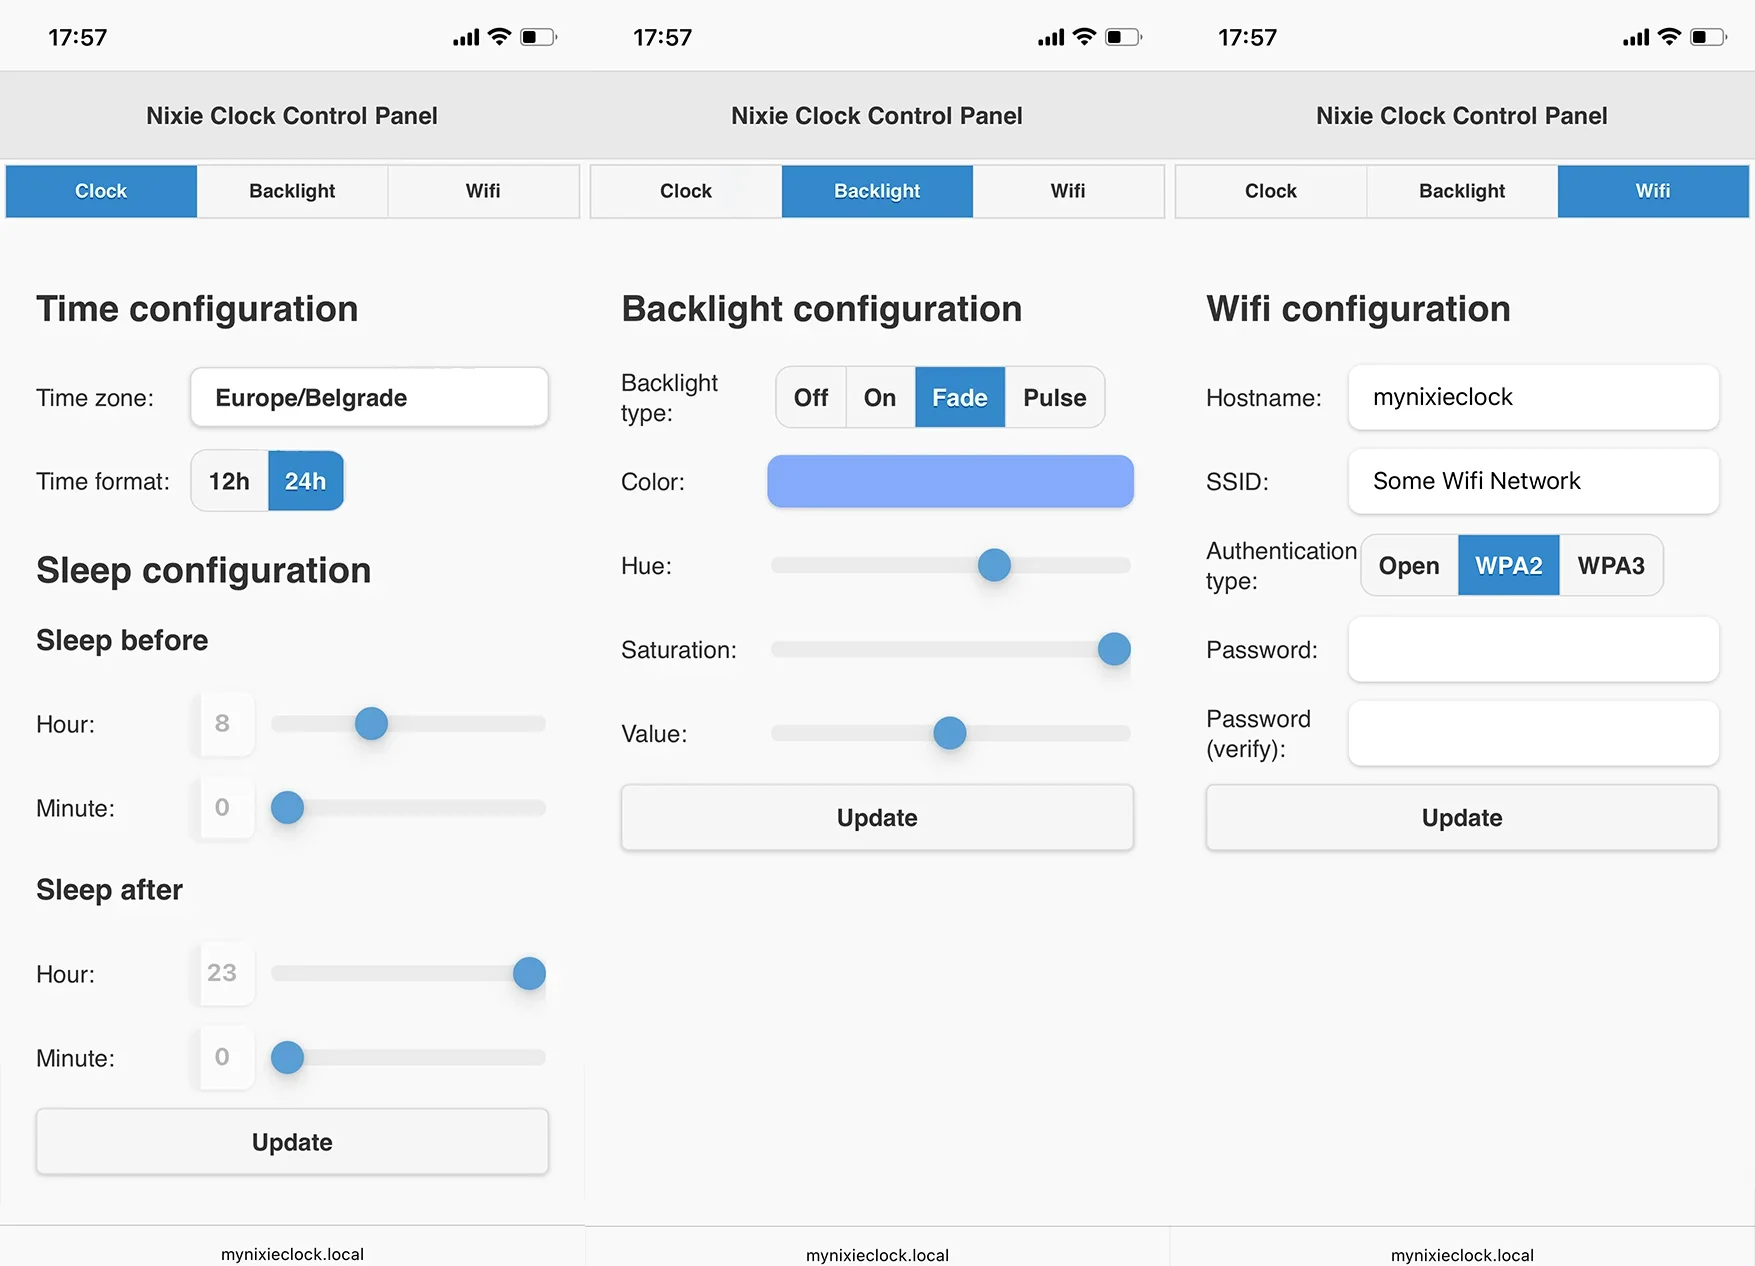 17:57
Nixie Clock Control Panel
Clock
Backlight
Wifi
Time configuration
Time zone:
Europe/Belgrade
Time format:
12h
24h
Sleep configuration
Sleep before
Hour:
8
Minute:
0
Sleep after
Hour:
23
Minute:
0
Update
mynixieclock.local
17:57
Nixie Clock Control Panel
Clock
Backlight
Wifi
Backlight configuration
Backlight
type:
Off
On
Fade
Pulse
Color:
Hue:
Saturation:
Value:
Update
mynixieclock.local
17:57
Nixie Clock Control Panel
Clock
Backlight
Wifi
Wifi configuration
Hostname:
mynixieclock
SSID:
Some Wifi Network
Authentication
type:
Open
WPA2
WPA3
Password:
Password
(verify):
Update
mynixieclock.local